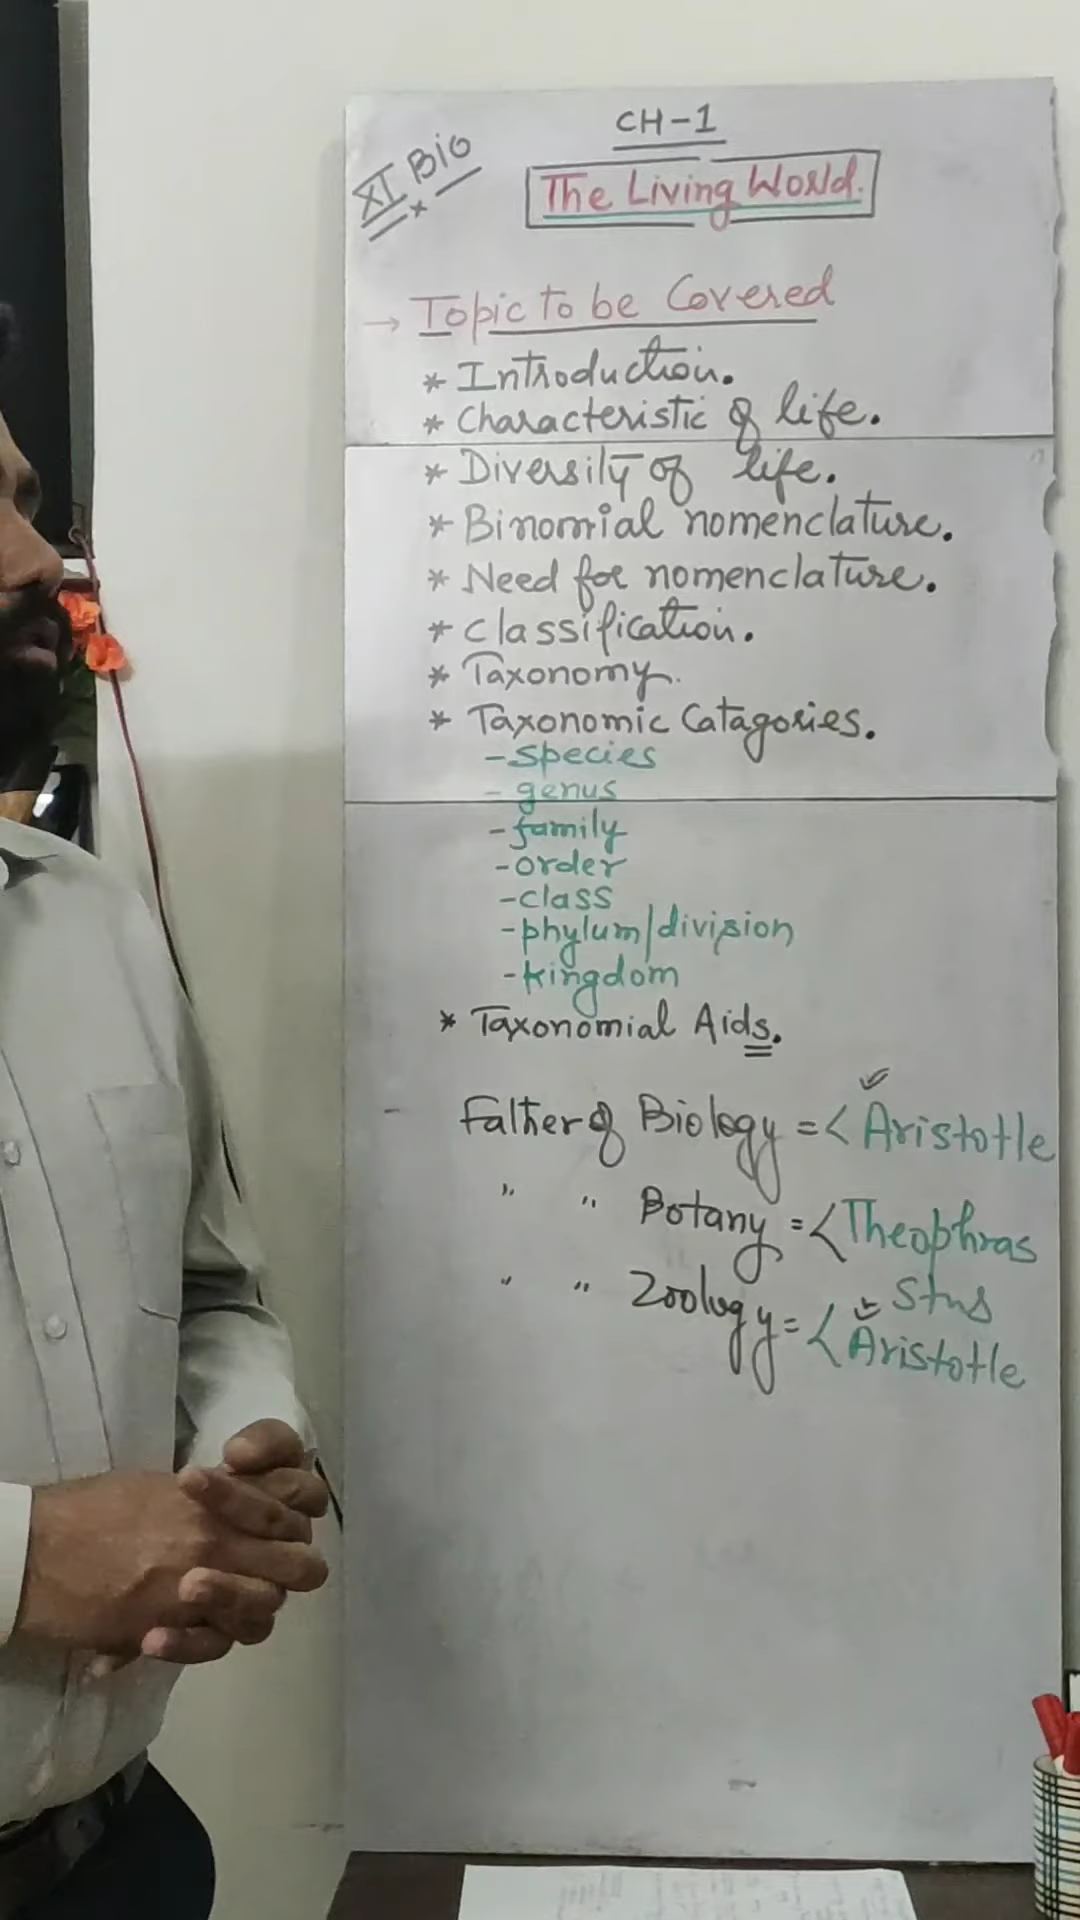 CH-1
XI Bio
The Living World.
→ Topic to be Covered
* Introduction.
* Characteristic of life.
* Diversity of life.
* Binomial nomenclature.
* Need for nomenclature.
* Classification.
* Taxonomy.
* Taxonomic Catagories.
- species
- genus
- family
- order
- class
- phylum/division
- kingdom
* Taxonomial Aids.
Father of Biology = < Aristotle
" " Botany = < Theophras
stus
" " Zoology = < Aristotle